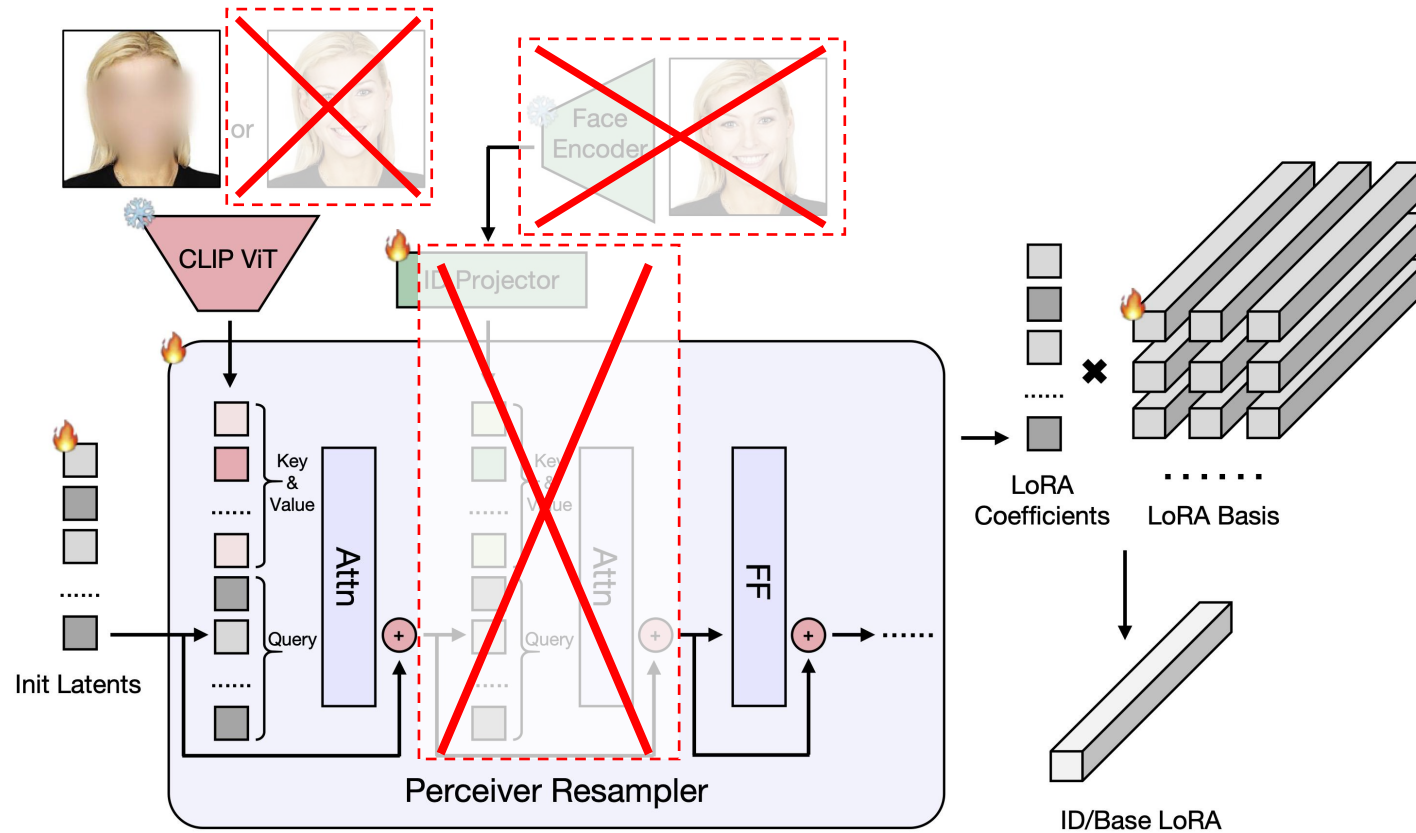 or
Face
Encoder
CLIP ViT
ID Projector
Key
&
Value
......
Attn
Query
......
+
Key
&
Value
......
Attn
Query
......
+
FF
+
......
......
Init Latents
Perceiver Resampler
......
LoRA
Coefficients
✖
......
LoRA Basis
ID/Base LoRA